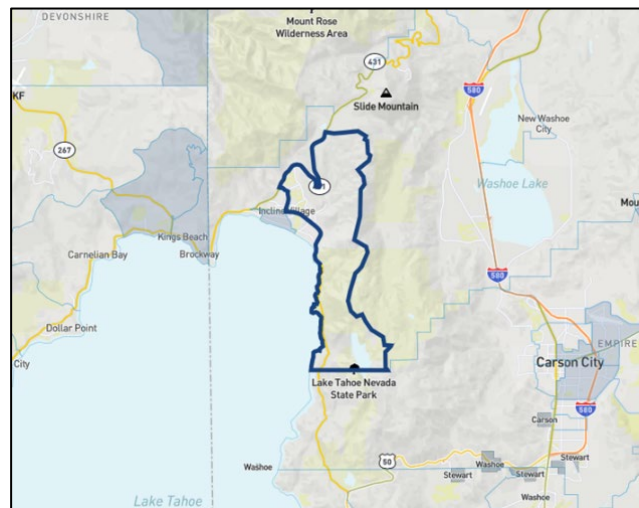 DEVONSHIRE
Mount Rose
Wilderness Area
431
580
KF
Slide Mountain
New Washoe
City
267
Washoe Lake
Incline Village
Kings Beach
Brockway
Carnelian Bay
580
Dollar Point
EMPIRE
City
Carson City
Lake Tahoe Nevada
State Park
580
Carson
Washoe
50
Washoe
Stewart
Stewart
Stewart
Lake Tahoe
Washoe